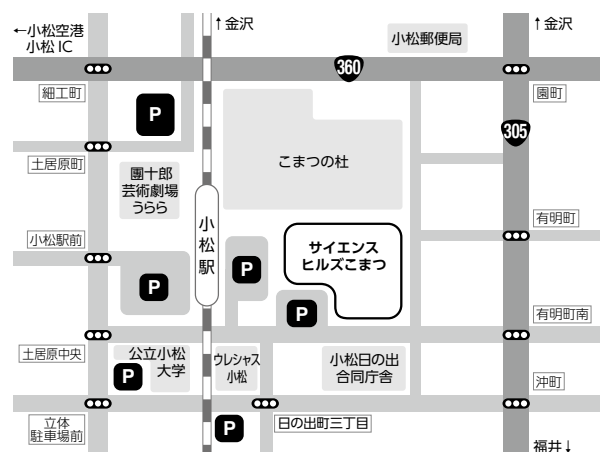 ←小松空港
小松IC
↑金沢
小松郵便局
↑金沢
360
細工町
P
園町
305
土居原町
團十郎
芸術劇場
うらら
こまつの杜
小松駅
有明町
小松駅前
サイエンス
ヒルズこまつ
P
P
P
有明町南
土居原中央
公立小松
大学
P
ウレシャス
小松
小松日の出
合同庁舎
沖町
立体
駐車場前
P
日の出町三丁目
福井↓